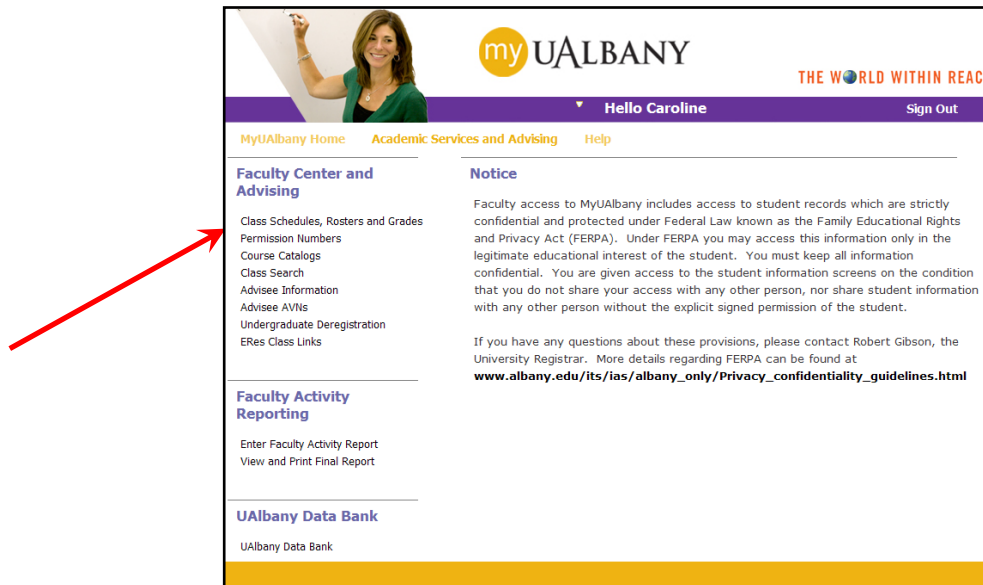 my UALBANY
THE WORLD WITHIN REAC
Hello Caroline
Sign Out
MyUAlbany Home Academic Services and Advising Help
Faculty Center and
Advising
Class Schedules, Rosters and Grades
Permission Numbers
Course Catalogs
Class Search
Advisee Information
Advisee AVNs
Undergraduate Deregistration
ERes Class Links
Faculty Activity
Reporting
Enter Faculty Activity Report
View and Print Final Report
UAlbany Data Bank
UAlbany Data Bank
Notice
Faculty access to MyUAlbany includes access to student records which are strictly
confidential and protected under Federal Law known as the Family Educational Rights
and Privacy Act (FERPA). Under FERPA you may access this information only in the
legitimate educational interest of the student. You must keep all information
confidential. You are given access to the student information screens on the condition
that you do not share your access with any other person, nor share student information
with any other person without the explicit signed permission of the student.
If you have any questions about these provisions, please contact Robert Gibson, the
University Registrar. More details regarding FERPA can be found at
www.albany.edu/its/ias/albany_only/Privacy_confidentiality_guidelines.html